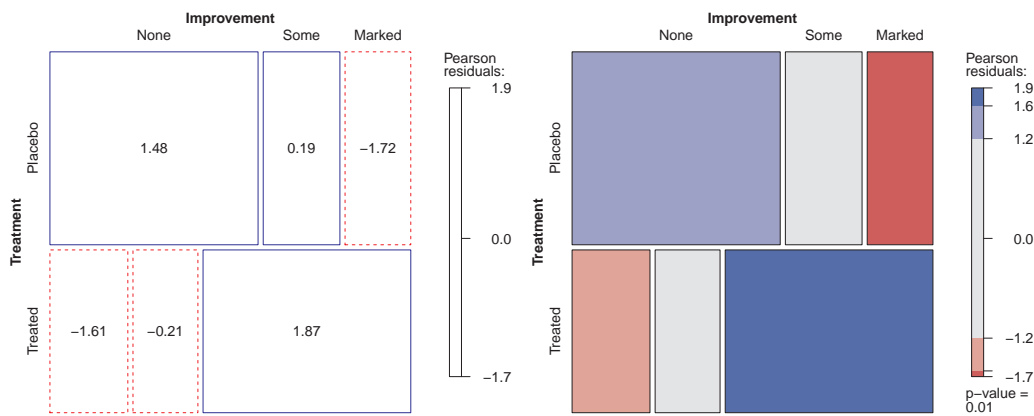 Improvement
None Some Marked
Treatment
Placebo
1.48 0.19 −1.72
Treated
−1.61 −0.21 1.87
Pearson
residuals:
1.9
0.0
−1.7
Improvement
None Some Marked
Treatment
Placebo
Treated
Pearson
residuals:
1.9
1.6
1.2
0.0
−1.2
−1.7
p−value =
0.01